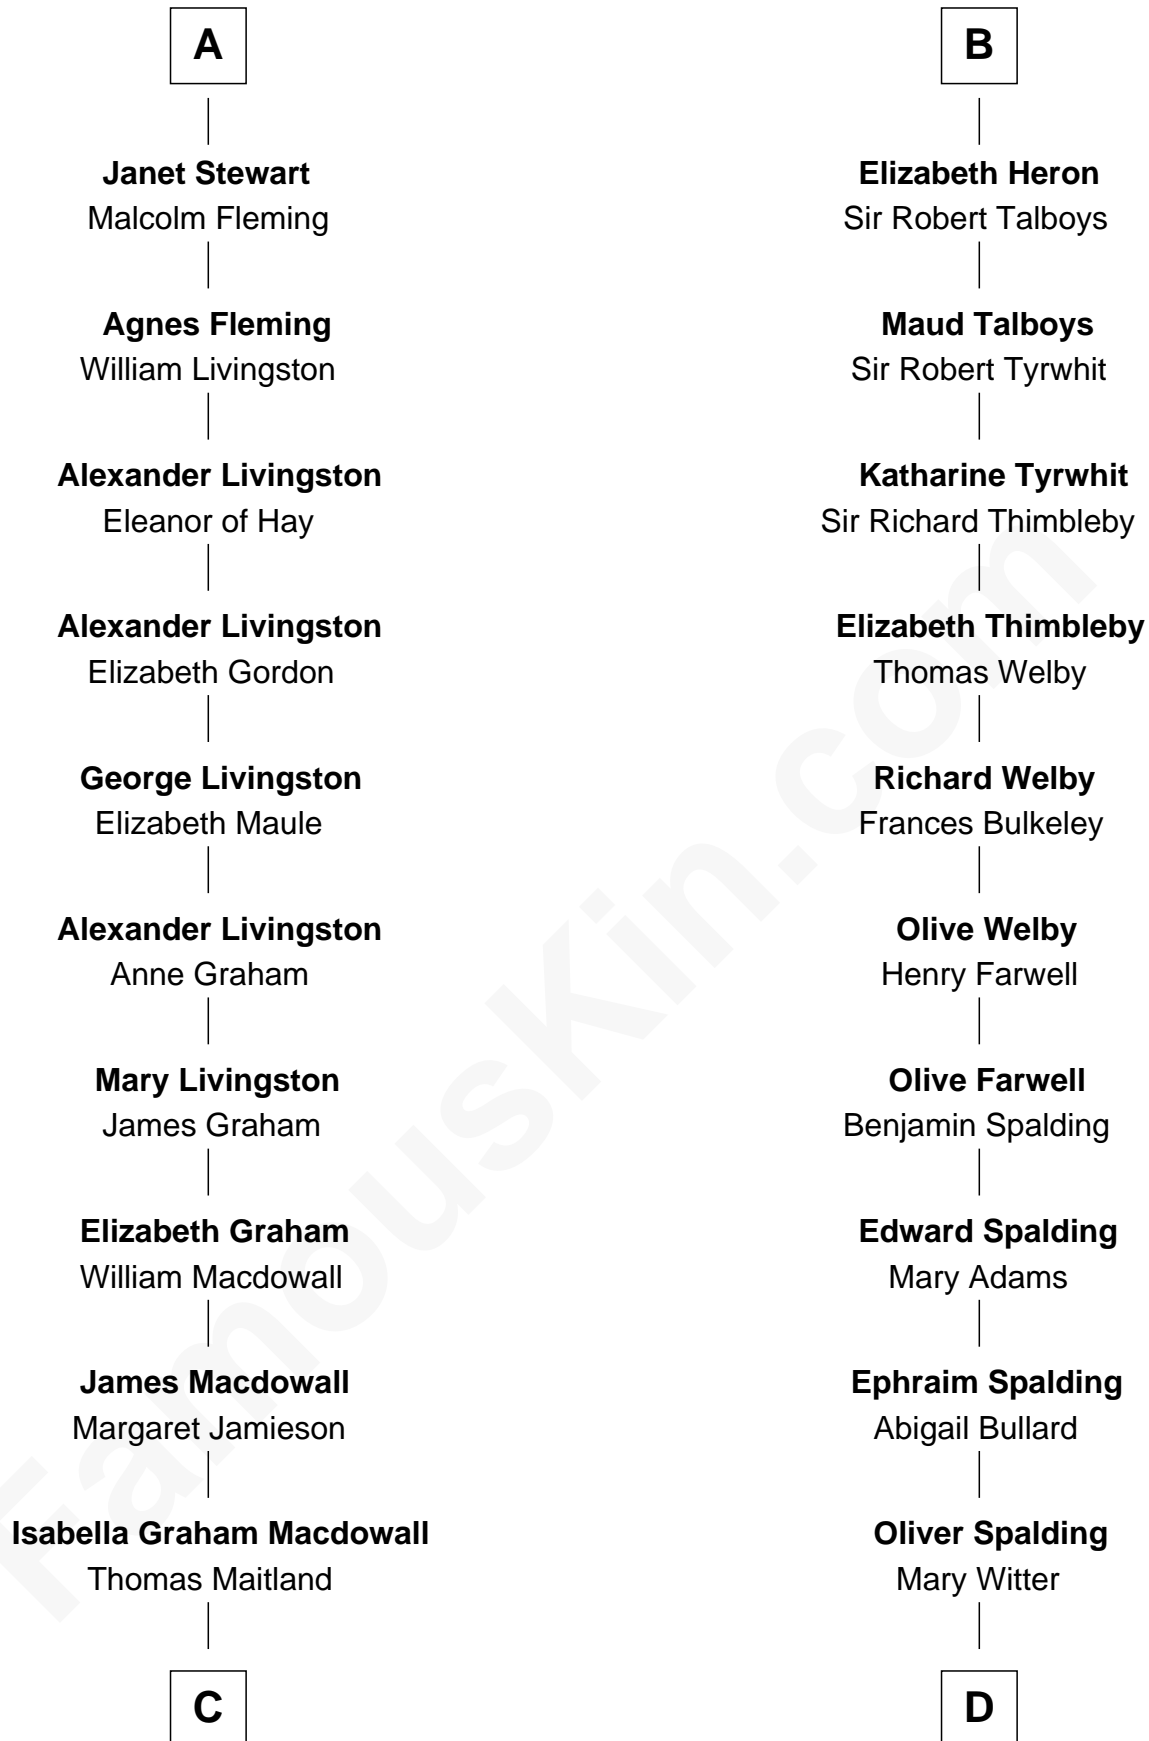 A
Janet Stewart
Malcolm Fleming
Agnes Fleming
William Livingston
Alexander Livingston
Eleanor of Hay
Alexander Livingston
Elizabeth Gordon
George Livingston
Elizabeth Maule
Alexander Livingston
Anne Graham
Mary Livingston
James Graham
Elizabeth Graham
William Macdowall
James Macdowall
Margaret Jamieson
Isabella Graham Macdowall
Thomas Maitland
C
B
Elizabeth Heron
Sir Robert Talboys
Maud Talboys
Sir Robert Tyrwhit
Katharine Tyrwhit
Sir Richard Thimbleby
Elizabeth Thimbleby
Thomas Welby
Richard Welby
Frances Bulkeley
Olive Welby
Henry Farwell
Olive Farwell
Benjamin Spalding
Edward Spalding
Mary Adams
Ephraim Spalding
Abigail Bullard
Oliver Spalding
Mary Witter
D
FamousKin.com